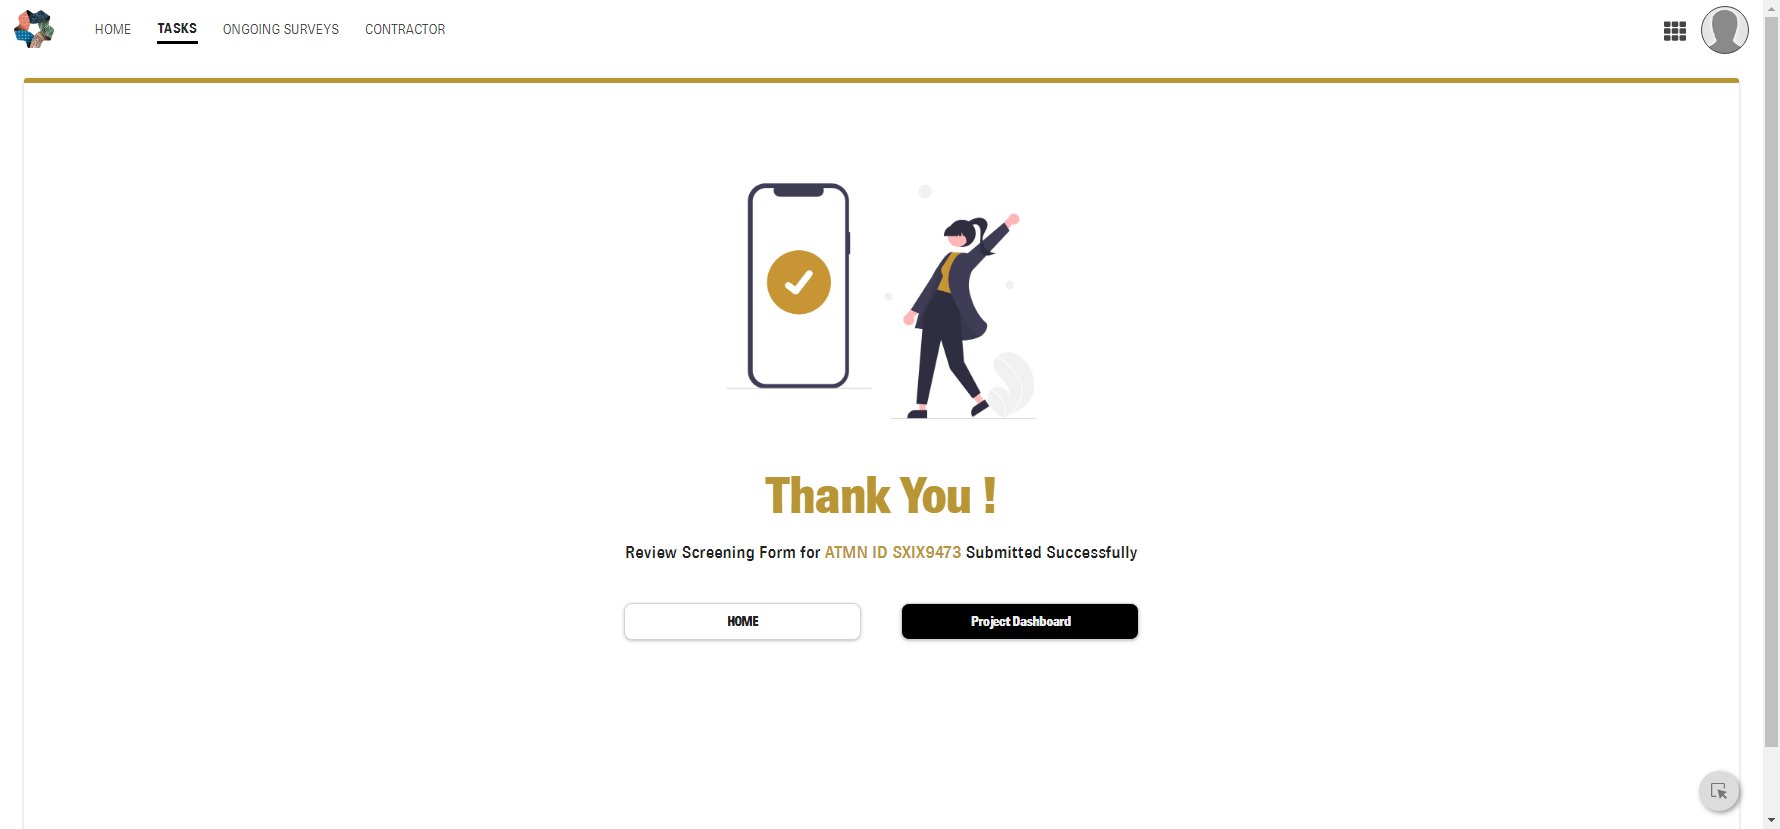 HOME
TASKS
ONGOING SURVEYS
CONTRACTOR
Thank You !
Review Screening Form for ATMN ID SXIX9473 Submitted Successfully
HOME
Project Dashboard